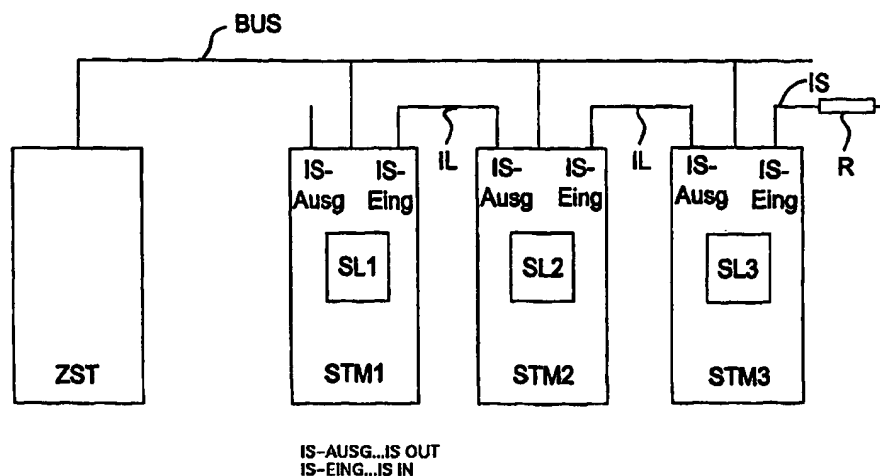 BUS
IS
IL
IL
R
IS-
Ausg
IS-
Eing
IS-
Ausg
IS-
Eing
IS-
Ausg
IS-
Eing
SL1
SL2
SL3
ZST
STM1
STM2
STM3
IS-AUSG...IS OUT
IS-EING...IS IN